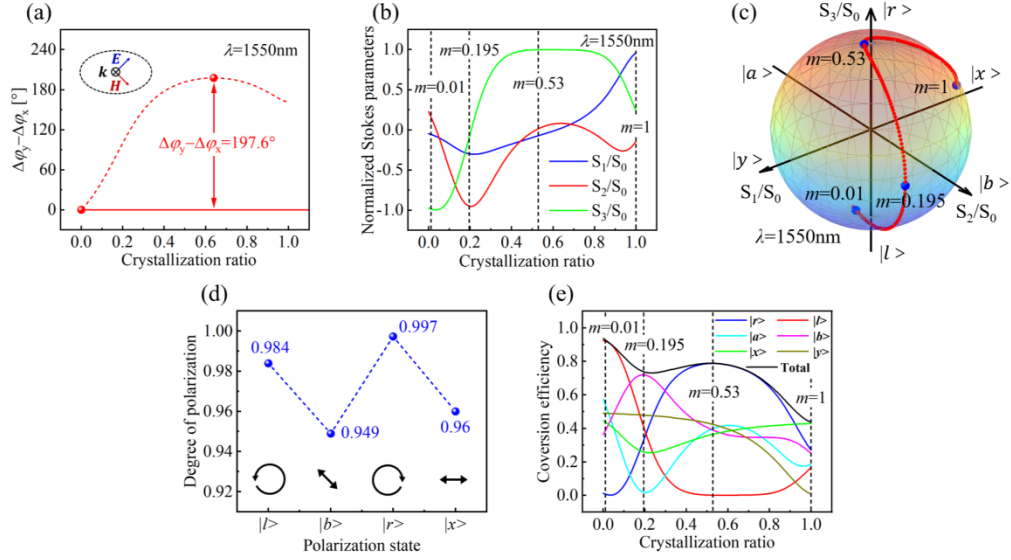 (a)
240
180
120
60
0
Δφy−Δφx [°]
E
k
H
λ=1550nm
Δφy−Δφx=197.6°
0.0 0.2 0.4 0.6 0.8 1.0
Crystallization ratio
(b)
Normalized Stokes parameters
1.0
0.5
0.0
-0.5
-1.0
λ=1550nm
m=0.195
m=0.01
m=0.53
m=1
S1/S0
S2/S0
S3/S0
0.0 0.2 0.4 0.6 0.8 1.0
Crystallization ratio
(c)
S3/S0
|r>
m=0.53
|a>
|x>
m=1
|y>
S1/S0
m=0.01
m=0.195
|b>
S2/S0
λ=1550nm
|l>
(d)
Degree of polarization
1.00
0.98
0.96
0.94
0.92
0.984
0.949
0.997
0.96
|l> |b> |r> |x>
Polarization state
(e)
Coversion efficiency
1.0
0.8
0.6
0.4
0.2
0.0
m=0.01
m=0.195
m=0.53
m=1
|r> |l>
|a> |b>
|x> |y>
Total
0.0 0.2 0.4 0.6 0.8 1.0
Crystallization ratio